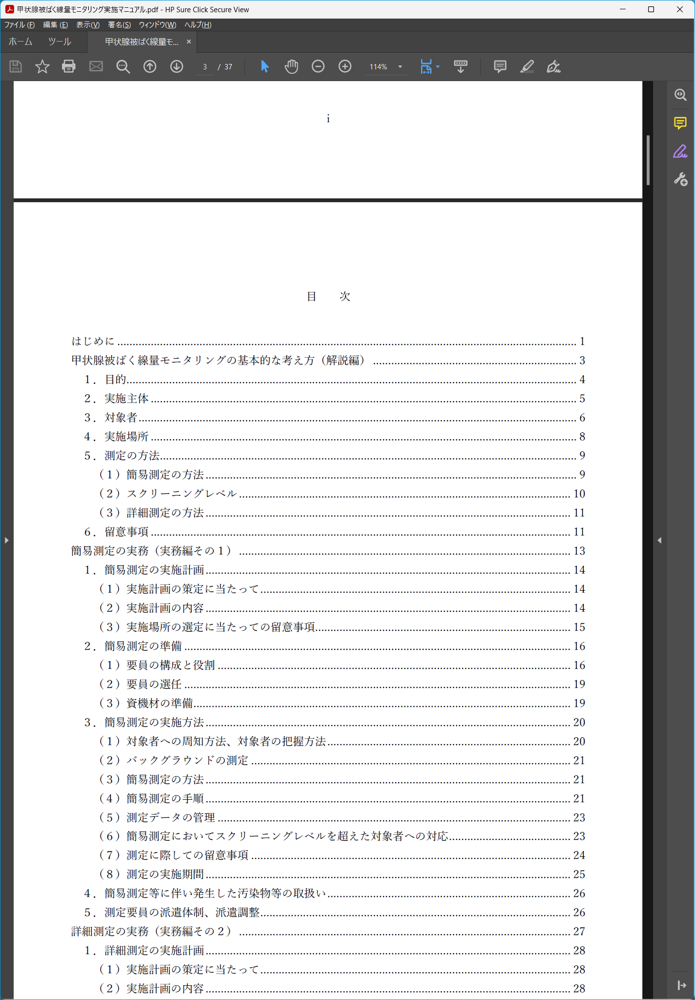 甲状腺被ばく線量モニタリング実施マニュアル.pdf - HP Sure Click Secure View
ファイル (F) 編集 (E) 表示(V) 署名(S) ウィンドウ(W) ヘルプ(H)
ホーム ツール 甲状腺被ばく線量モ... ×
3 / 37 114%
i
目 次
はじめに ........ 1
甲状腺被ばく線量モニタリングの基本的な考え方（解説編） ........ 3
１．目的 ........ 4
２．実施主体 ........ 5
３．対象者 ........ 6
４．実施場所 ........ 8
５．測定の方法 ........ 9
（１）簡易測定の方法 ........ 9
（２）スクリーニングレベル ........ 10
（３）詳細測定の方法 ........ 11
６．留意事項 ........ 11
簡易測定の実務（実務編その１） ........ 13
１．簡易測定の実施計画 ........ 14
（１）実施計画の策定に当たって ........ 14
（２）実施計画の内容 ........ 14
（３）実施場所の選定に当たっての留意事項 ........ 15
２．簡易測定の準備 ........ 16
（１）要員の構成と役割 ........ 16
（２）要員の選任 ........ 19
（３）資機材の準備 ........ 19
３．簡易測定の実施方法 ........ 20
（１）対象者への周知方法、対象者の把握方法 ........ 20
（２）バックグラウンドの測定 ........ 21
（３）簡易測定の方法 ........ 21
（４）簡易測定の手順 ........ 21
（５）測定データの管理 ........ 23
（６）簡易測定においてスクリーニングレベルを超えた対象者への対応 ........ 23
（７）測定に際しての留意事項 ........ 24
（８）測定の実施期間 ........ 25
４．簡易測定等に伴い発生した汚染物等の取扱い ........ 26
５．測定要員の派遣体制、派遣調整 ........ 26
詳細測定の実務（実務編その２） ........ 27
１．詳細測定の実施計画 ........ 28
（１）実施計画の策定に当たって ........ 28
（２）実施計画の内容 ........ 28